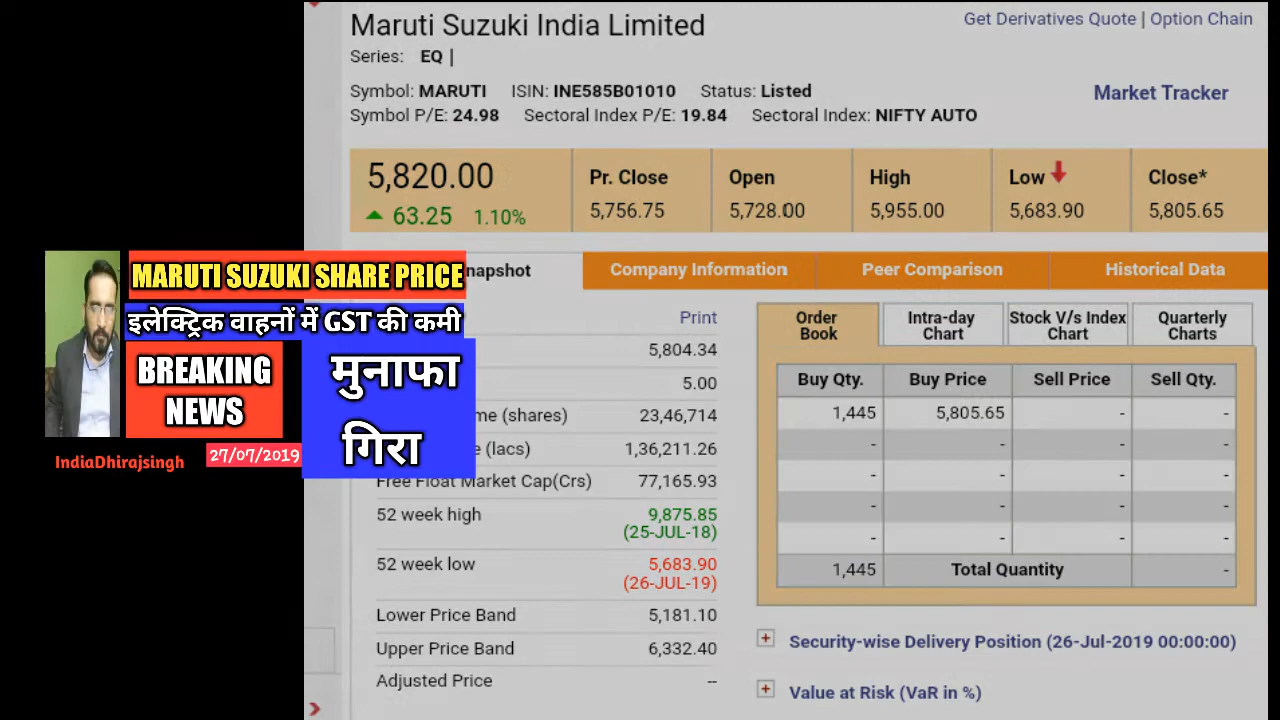 Maruti Suzuki India Limited
Get Derivatives Quote | Option Chain
Series: EQ |
Symbol: MARUTI ISIN: INE585B01010 Status: Listed
Market Tracker
Symbol P/E: 24.98 Sectoral Index P/E: 19.84 Sectoral Index: NIFTY AUTO
5,820.00
63.25 1.10%
Pr. Close Open High Low Close*
5,756.75 5,728.00 5,955.00 5,683.90 5,805.65
napshot Company Information Peer Comparison Historical Data
MARUTI SUZUKI SHARE PRICE
इलेक्ट्रिक वाहनों में GST की कमी
BREAKING
NEWS
मुनाफा
गिरा
IndiaDhirajsingh
27/07/2019
Print
5,804.34
5.00
me (shares) 23,46,714
(lacs) 1,36,211.26
Free Float Market Cap(Crs) 77,165.93
52 week high 9,875.85
(25-JUL-18)
52 week low 5,683.90
(26-JUL-19)
Lower Price Band 5,181.10
Upper Price Band 6,332.40
Adjusted Price --
Order Intra-day Stock V/s Index Quarterly
Book Chart Chart Charts
Buy Qty. Buy Price Sell Price Sell Qty.
1,445 5,805.65 - -
- - - -
- - - -
- - - -
- - - -
1,445 Total Quantity -
Security-wise Delivery Position (26-Jul-2019 00:00:00)
Value at Risk (VaR in %)